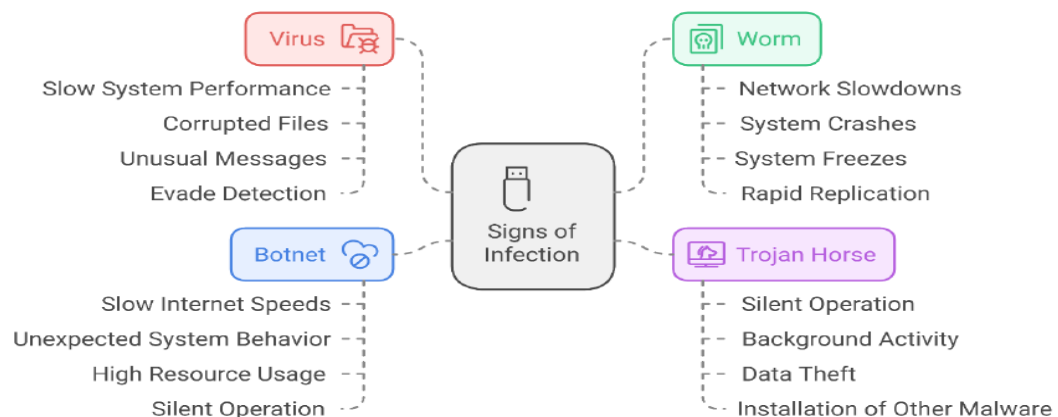 Virus
Slow System Performance
Corrupted Files
Unusual Messages
Evade Detection
Worm
Network Slowdowns
System Crashes
System Freezes
Rapid Replication
Signs of
Infection
Botnet
Slow Internet Speeds
Unexpected System Behavior
High Resource Usage
Silent Operation
Trojan Horse
Silent Operation
Background Activity
Data Theft
Installation of Other Malware